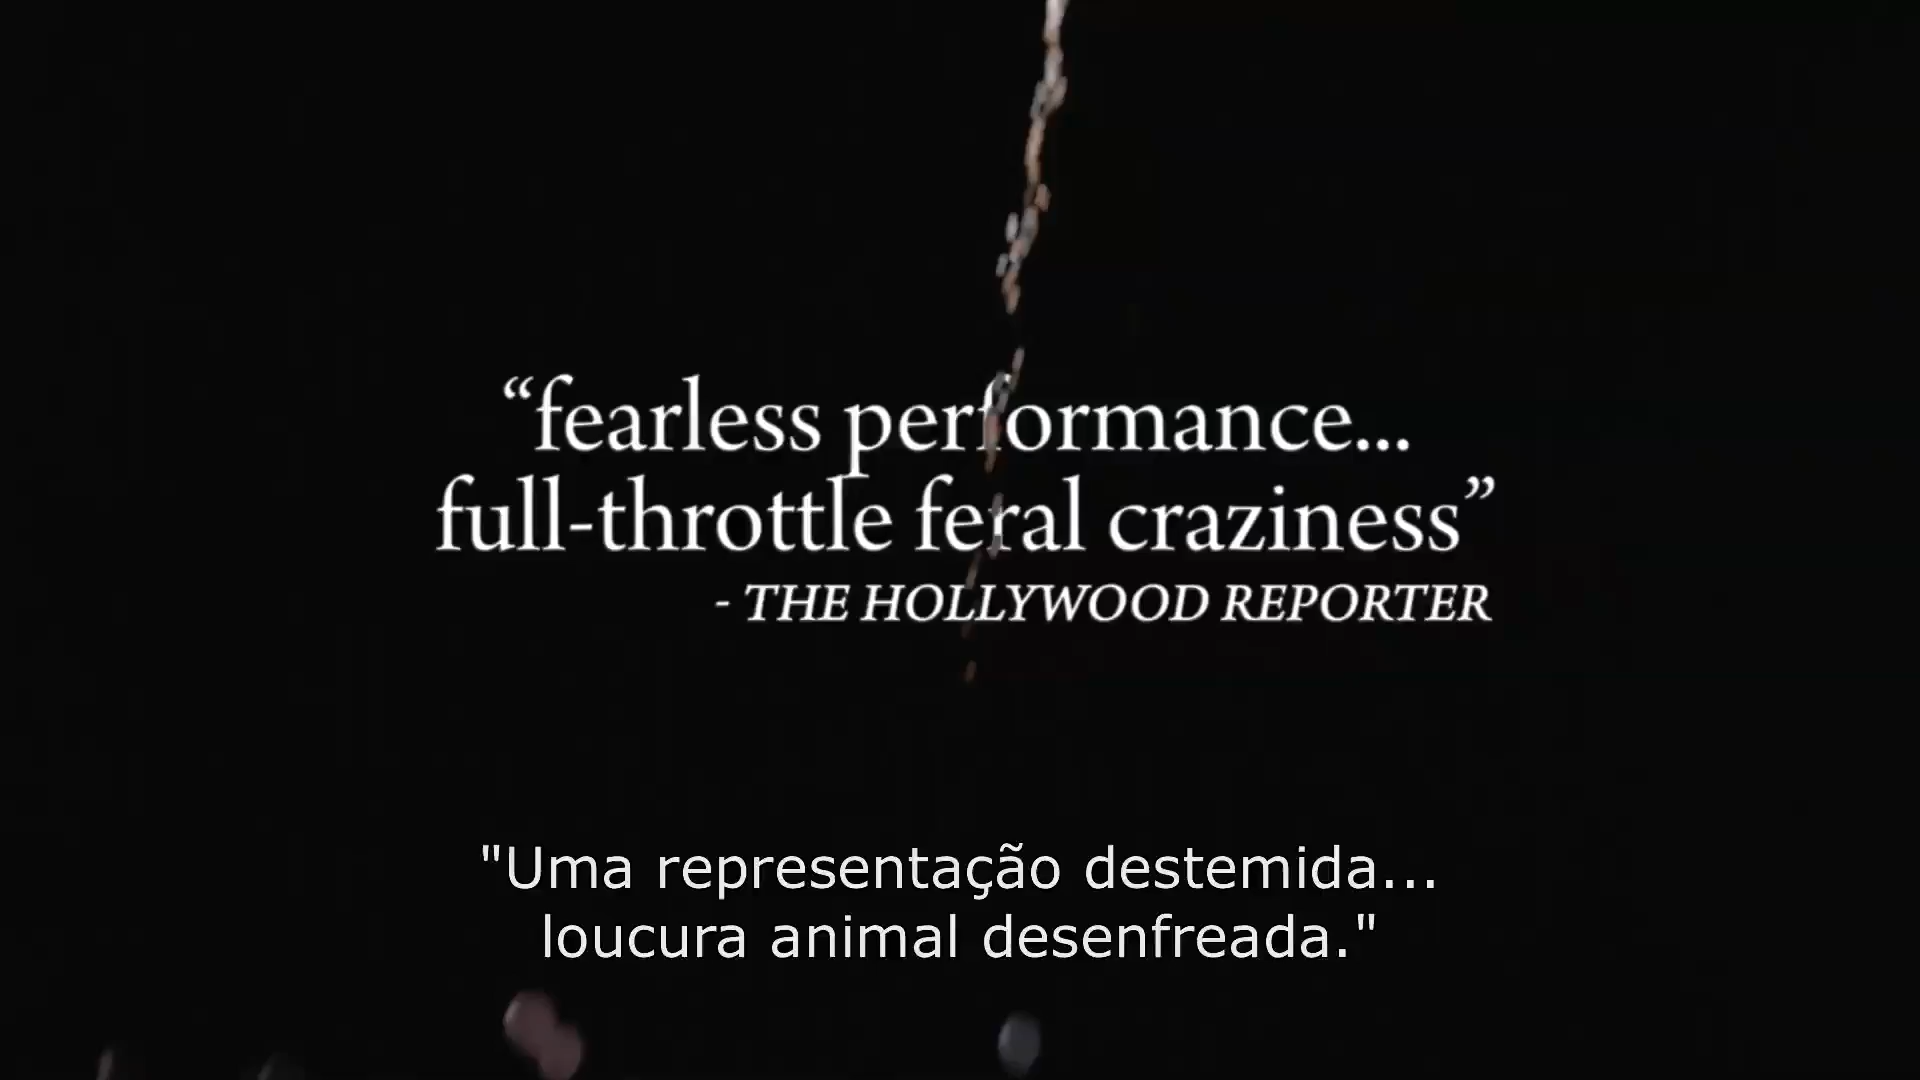 “fearless performance...
full-throttle feral craziness”
- THE HOLLYWOOD REPORTER
"Uma representação destemida...
loucura animal desenfreada."